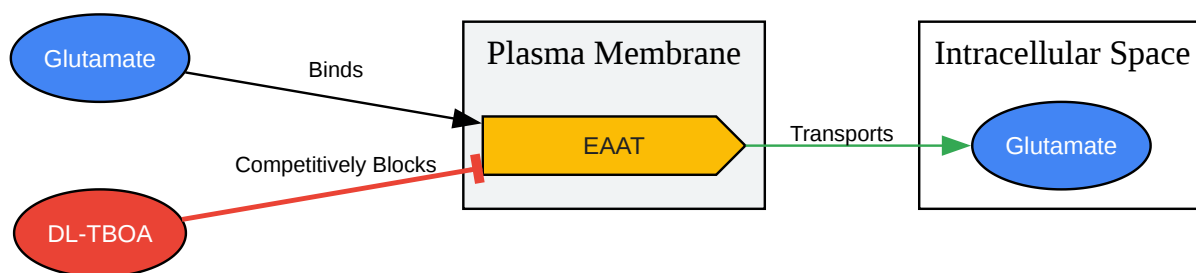 Glutamate
Binds
Plasma Membrane
Intracellular Space
EAAT
Transports
Glutamate
Competitively Blocks
DL-TBOA